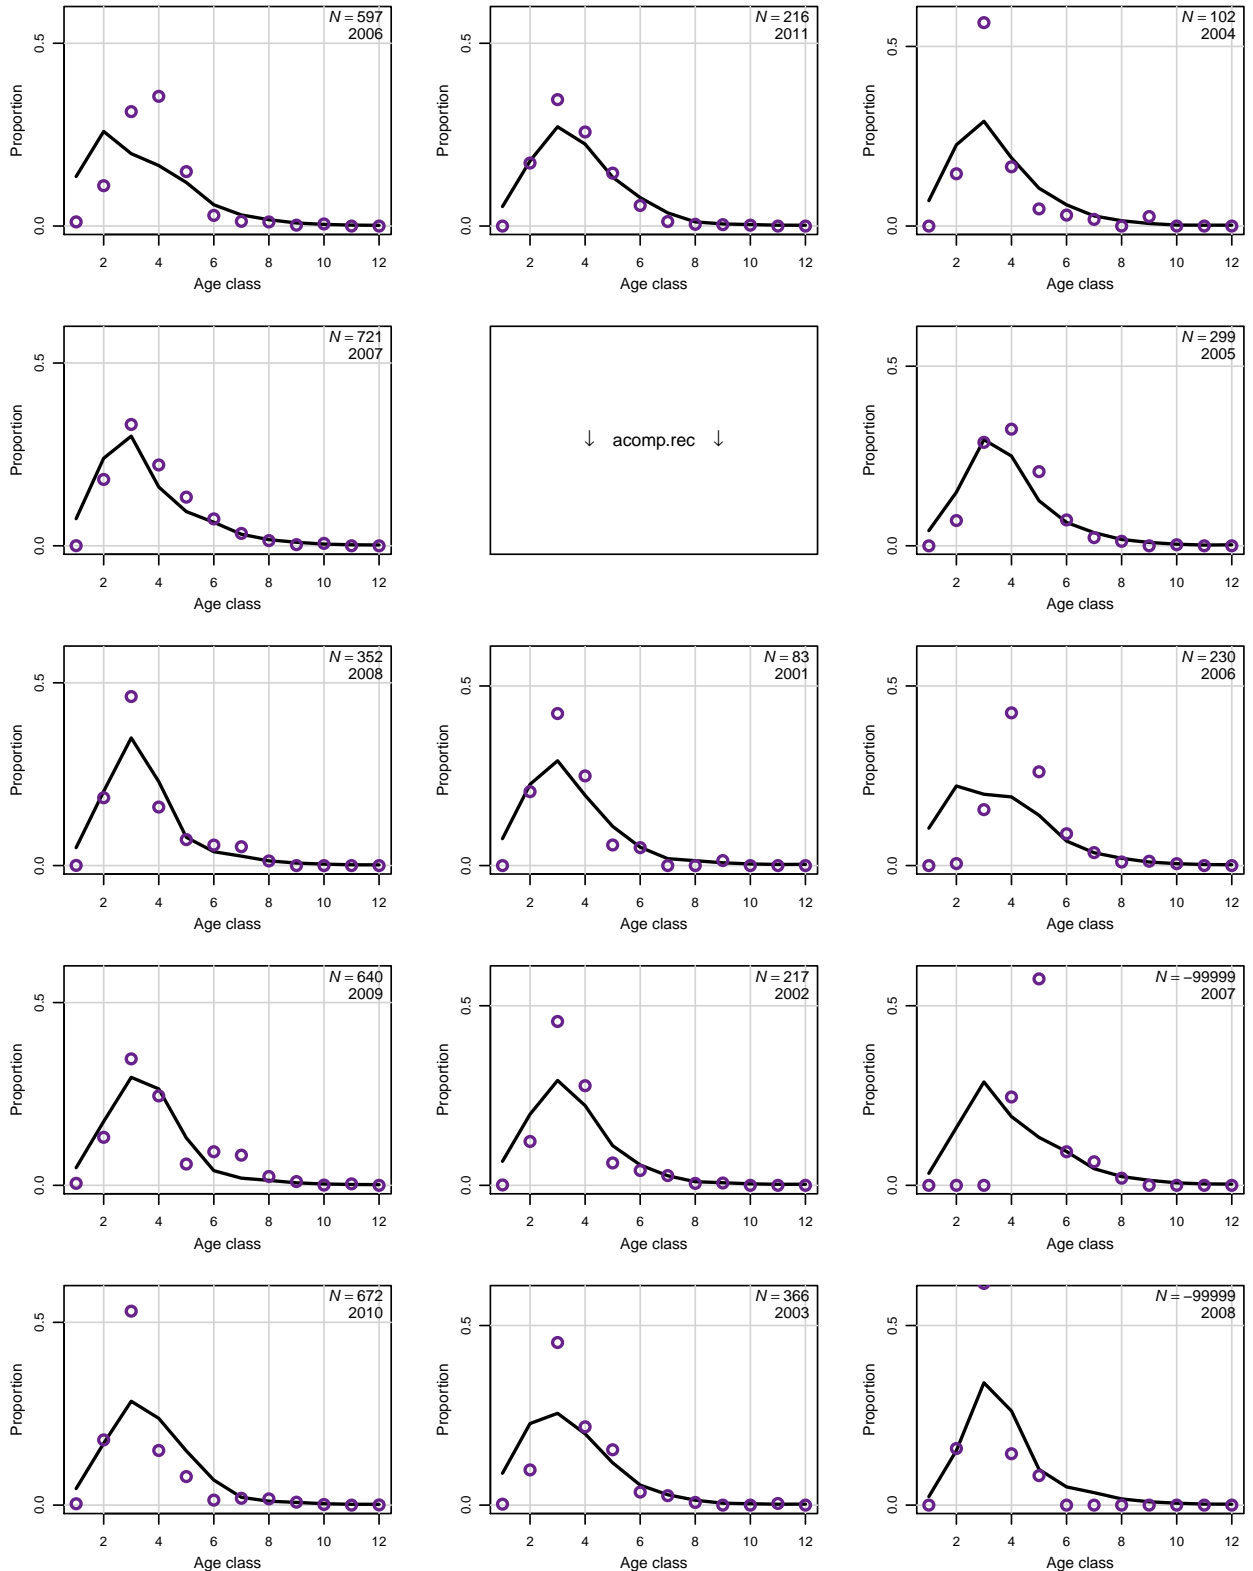 N = 597
2006
0.5
0.0
Proportion
2 4 6 8 10 12
Age class
N = 216
2011
0.5
0.0
Proportion
2 4 6 8 10 12
Age class
N = 102
2004
0.5
0.0
Proportion
2 4 6 8 10 12
Age class
N = 721
2007
0.5
0.0
Proportion
2 4 6 8 10 12
Age class
↓ acomp.rec ↓
N = 299
2005
0.5
0.0
Proportion
2 4 6 8 10 12
Age class
N = 352
2008
0.5
0.0
Proportion
2 4 6 8 10 12
Age class
N = 83
2001
0.5
0.0
Proportion
2 4 6 8 10 12
Age class
N = 230
2006
0.5
0.0
Proportion
2 4 6 8 10 12
Age class
N = 640
2009
0.5
0.0
Proportion
2 4 6 8 10 12
Age class
N = 217
2002
0.5
0.0
Proportion
2 4 6 8 10 12
Age class
N = −99999
2007
0.5
0.0
Proportion
2 4 6 8 10 12
Age class
N = 672
2010
0.5
0.0
Proportion
2 4 6 8 10 12
Age class
N = 366
2003
0.5
0.0
Proportion
2 4 6 8 10 12
Age class
N = −99999
2008
0.5
0.0
Proportion
2 4 6 8 10 12
Age class